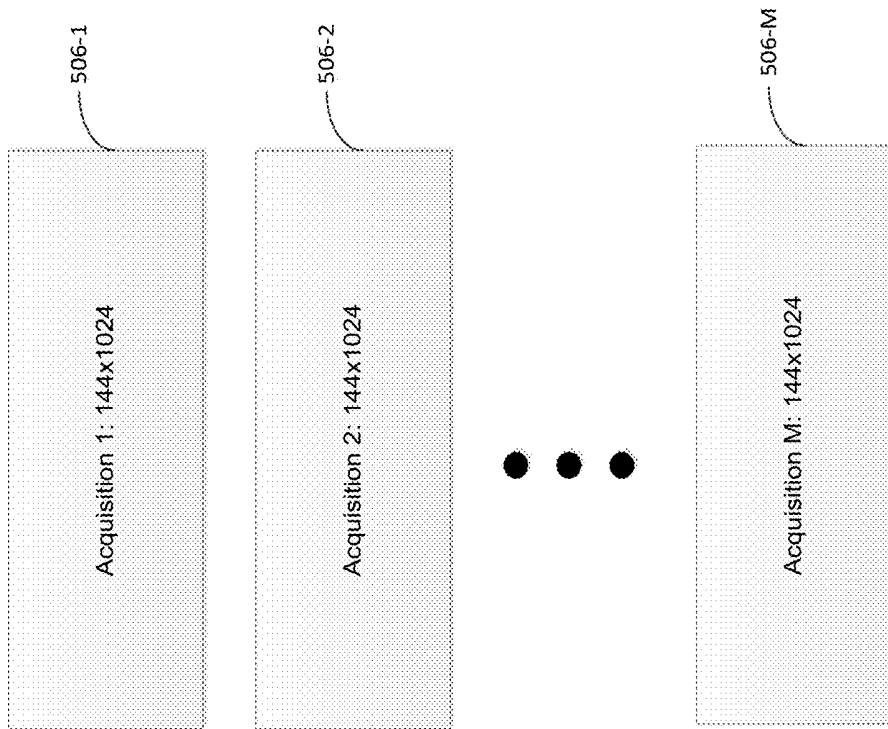 506-1
Acquisition 1: 144x1024
506-2
Acquisition 2: 144x1024
506-M
Acquisition M: 144x1024